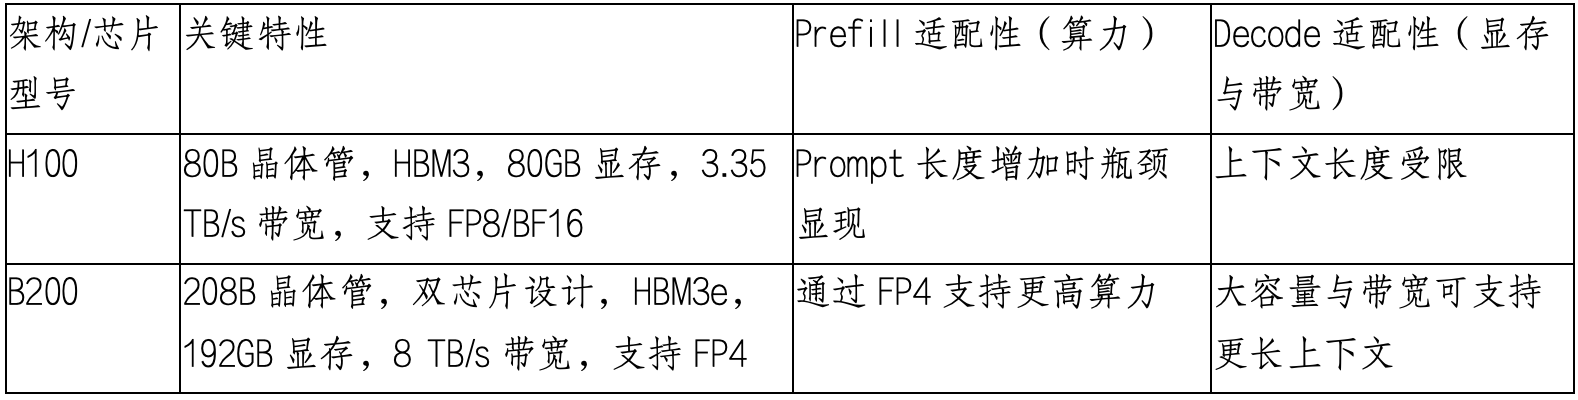 架构/芯片型号
关键特性
Prefill 适配性（算力）
Decode 适配性（显存与带宽）
H100
80B 晶体管，HBM3，80GB 显存，3.35
TB/s 带宽，支持 FP8/BF16
Prompt 长度增加时瓶颈
显现
上下文长度受限
B200
208B 晶体管，双芯片设计，HBM3e，
192GB 显存，8 TB/s 带宽，支持 FP4
通过 FP4 支持更高算力
大容量与带宽可支持
更长上下文